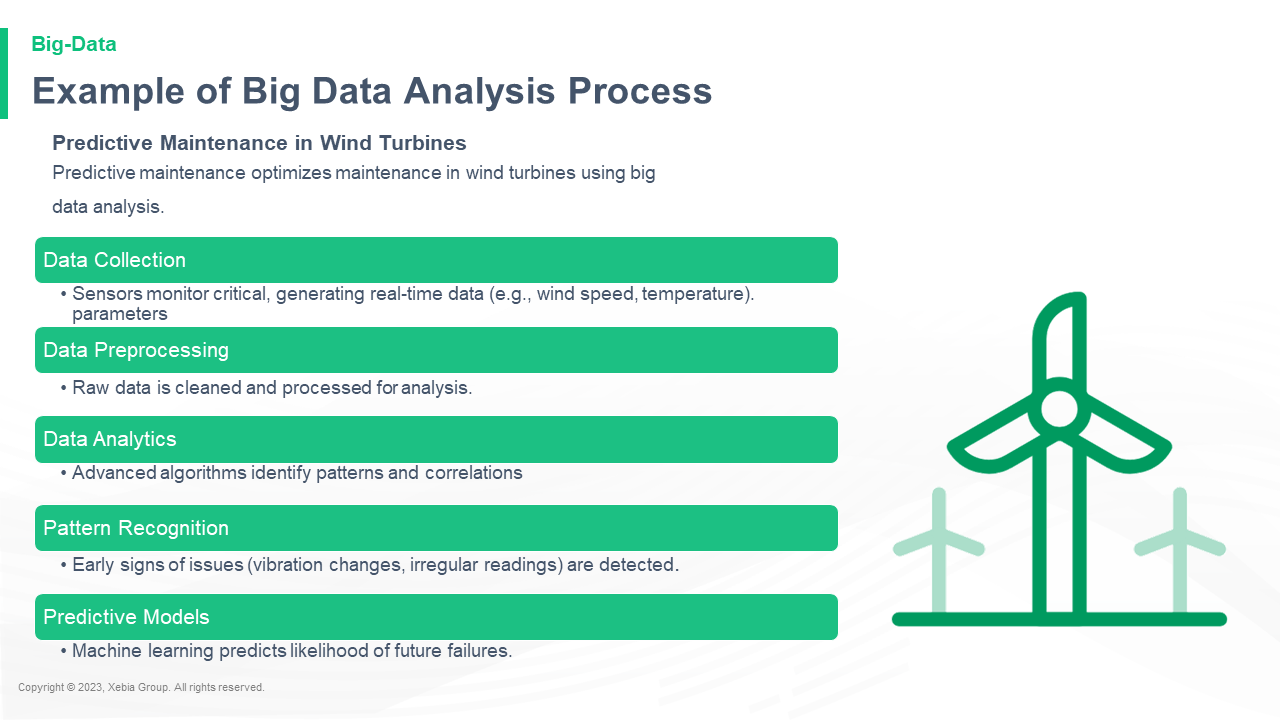 Big-Data
Example of Big Data Analysis Process
Predictive Maintenance in Wind Turbines
Predictive maintenance optimizes maintenance in wind turbines using big
data analysis.
Data Collection
• Sensors monitor critical, generating real-time data (e.g., wind speed, temperature).
parameters
Data Preprocessing
• Raw data is cleaned and processed for analysis.
Data Analytics
• Advanced algorithms identify patterns and correlations
Pattern Recognition
• Early signs of issues (vibration changes, irregular readings) are detected.
Predictive Models
• Machine learning predicts likelihood of future failures.
Copyright © 2023, Xebia Group. All rights reserved.